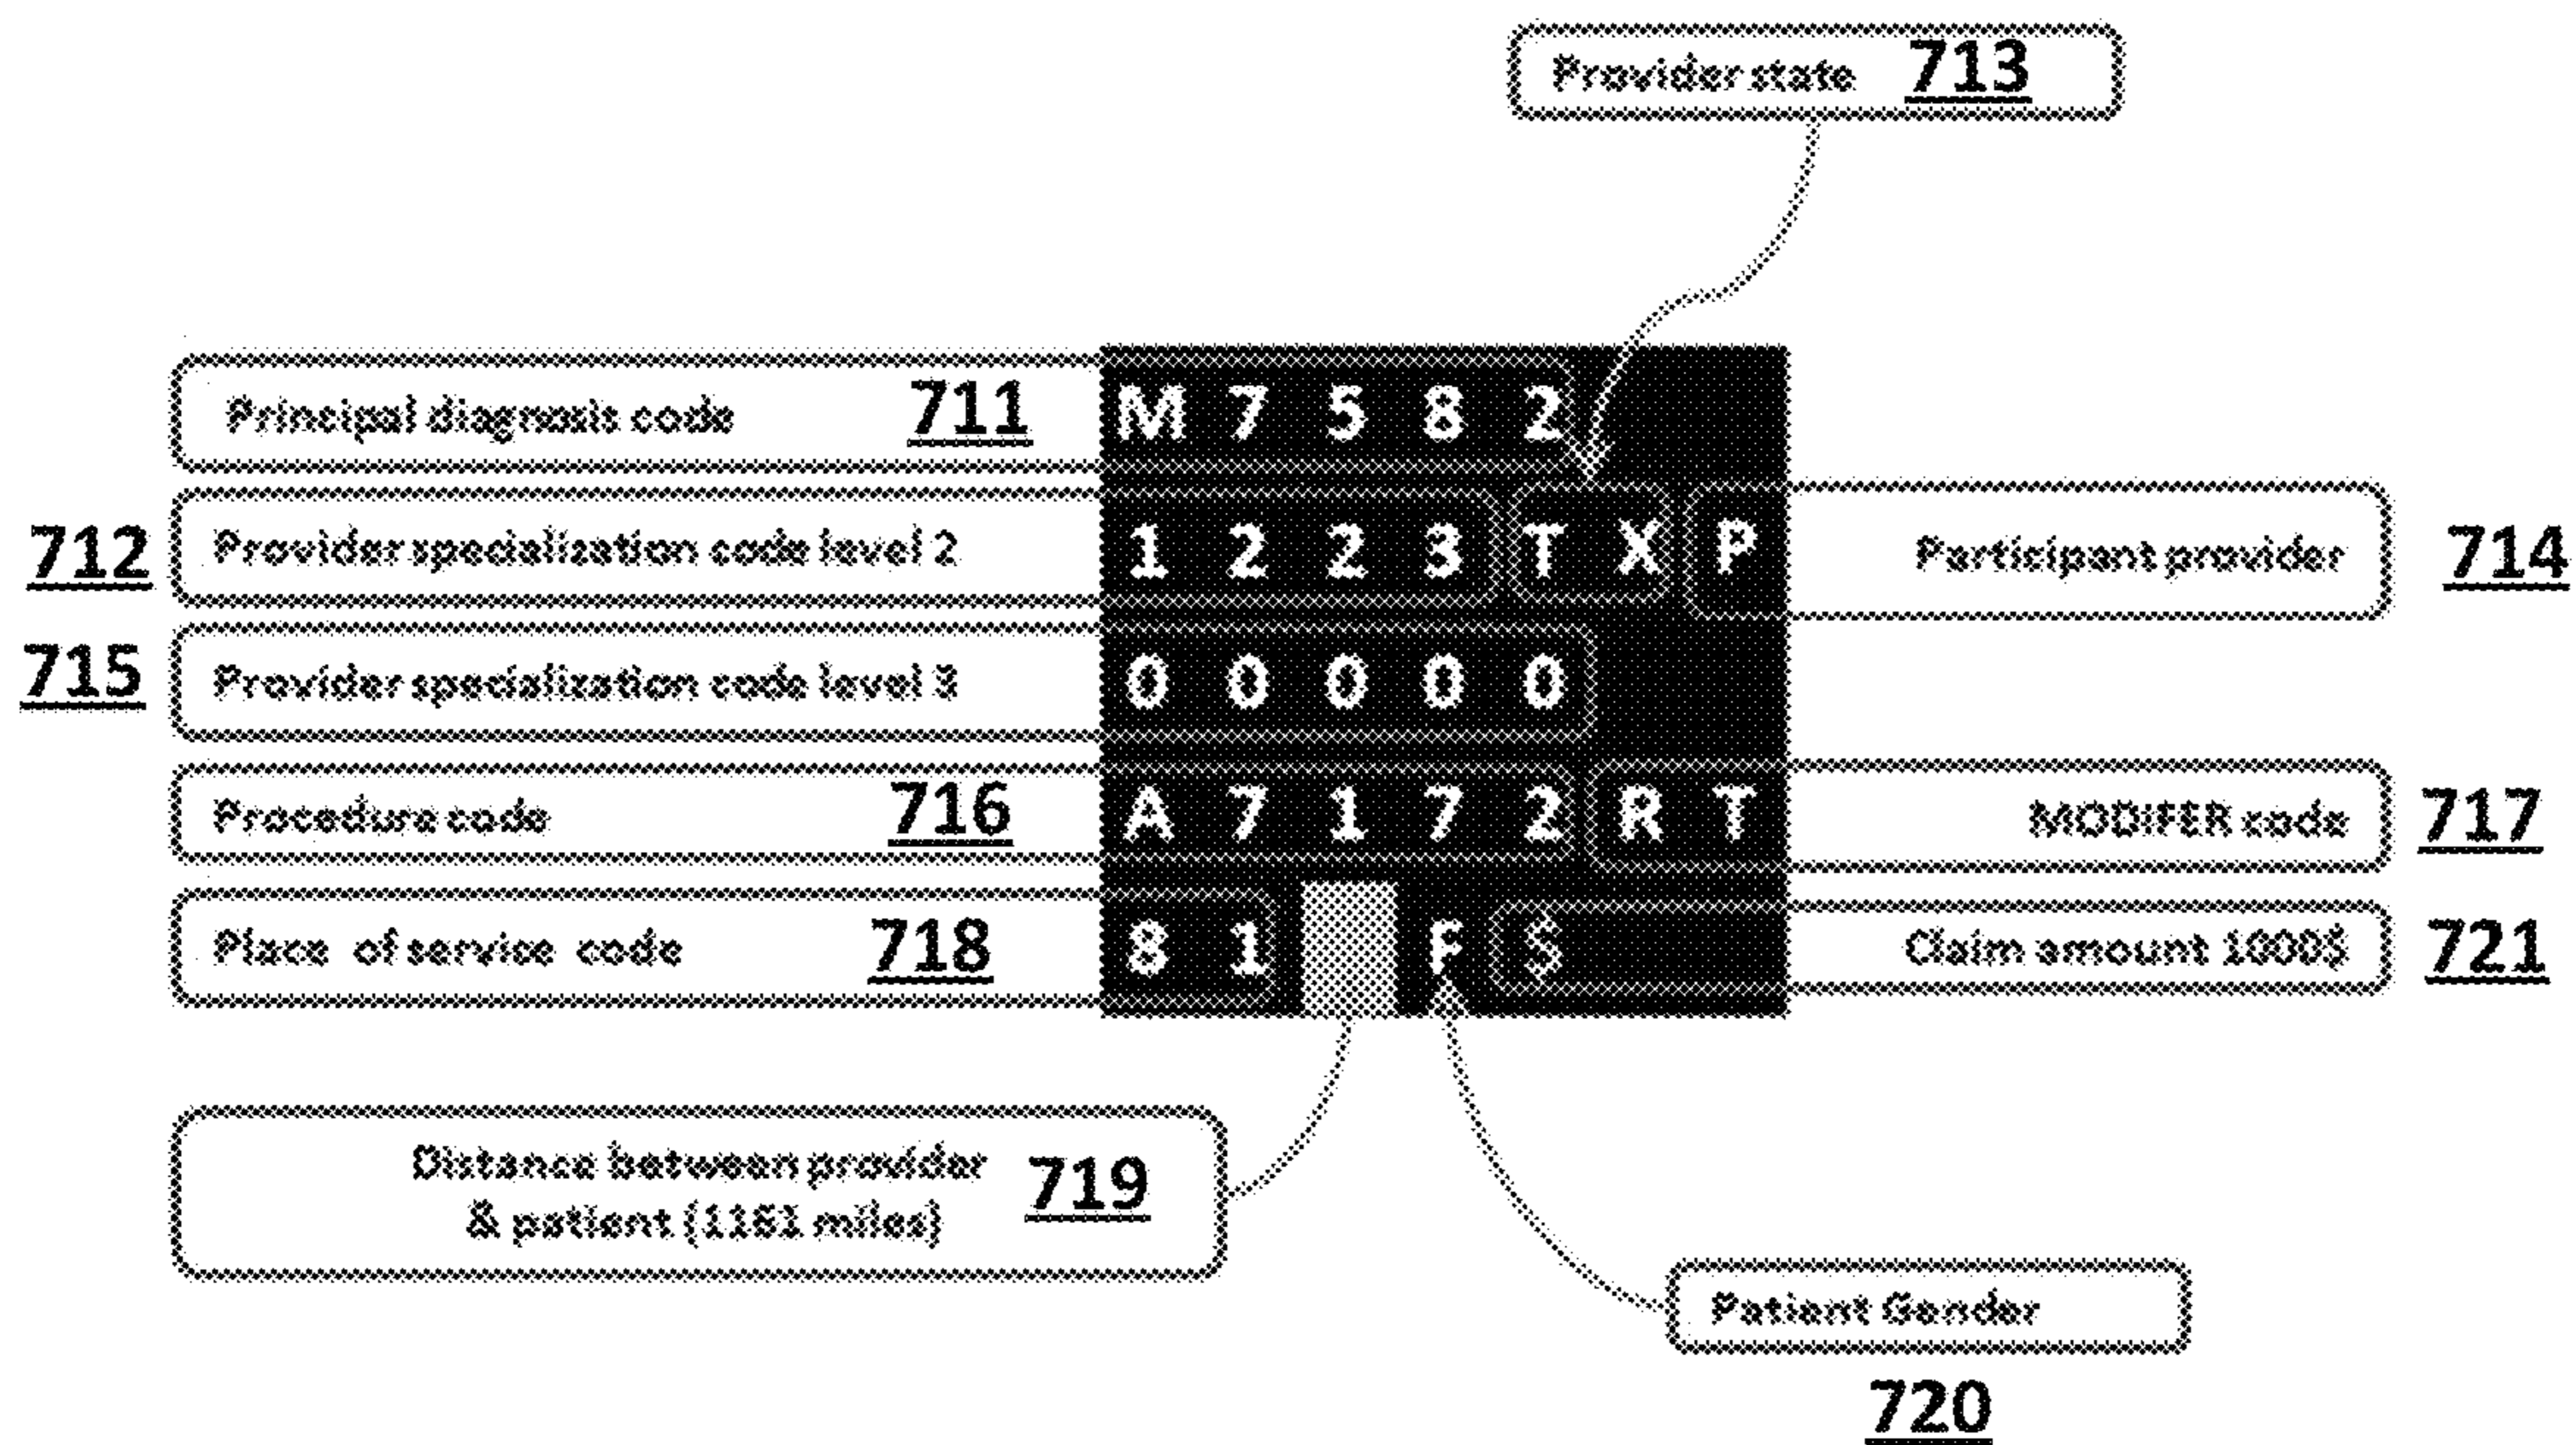 Provider state 713
Principal diagnosis code 711 M 7 5 8 2
712 Provider specialization code level 2 1 2 2 3 T X P Participant provider 714
715 Provider specialization code level 3 0 0 0 0 0
Procedure code 716 A 7 1 7 2 R T MODIFER code 717
Place of service code 718 8 1 F $ Claim amount 1000$ 721
Distance between provider 719
& patient (1161 miles)
Patient Gender
720